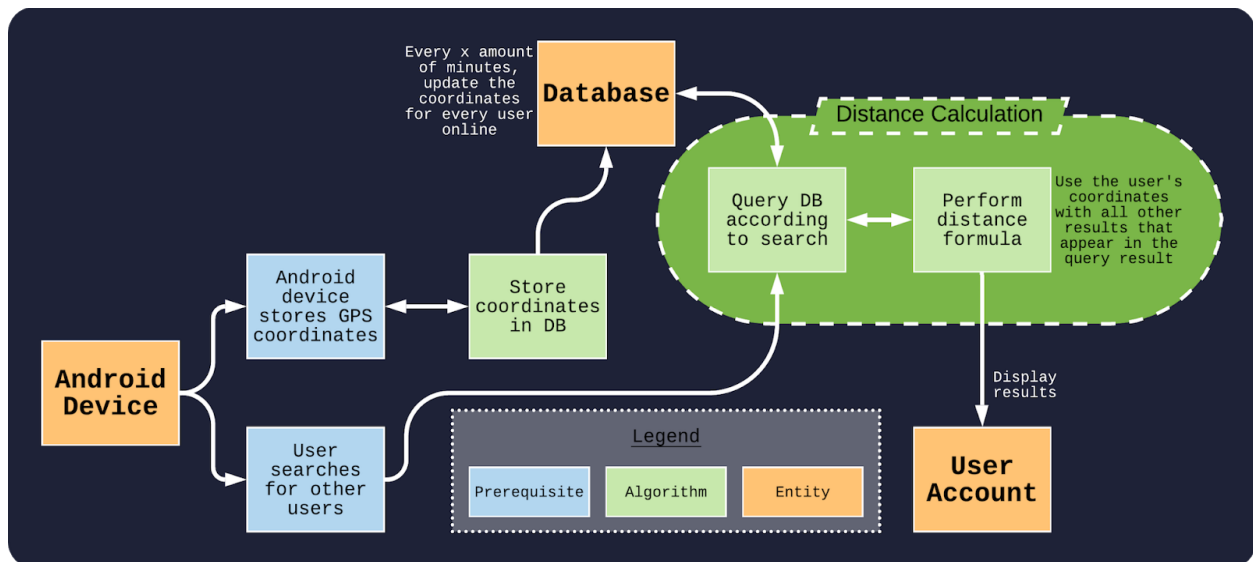 Every x amount
of minutes,
update the
coordinates
for every user
online
Database
Distance Calculation
Query DB
according
to search
Perform
distance
formula
Use the user's
coordinates
with all other
results that
appear in the
query result
Android
device
stores GPS
coordinates
Store
coordinates
in DB
Android
Device
Display
results
User
searches
for other
users
Legend
Prerequisite
Algorithm
Entity
User
Account